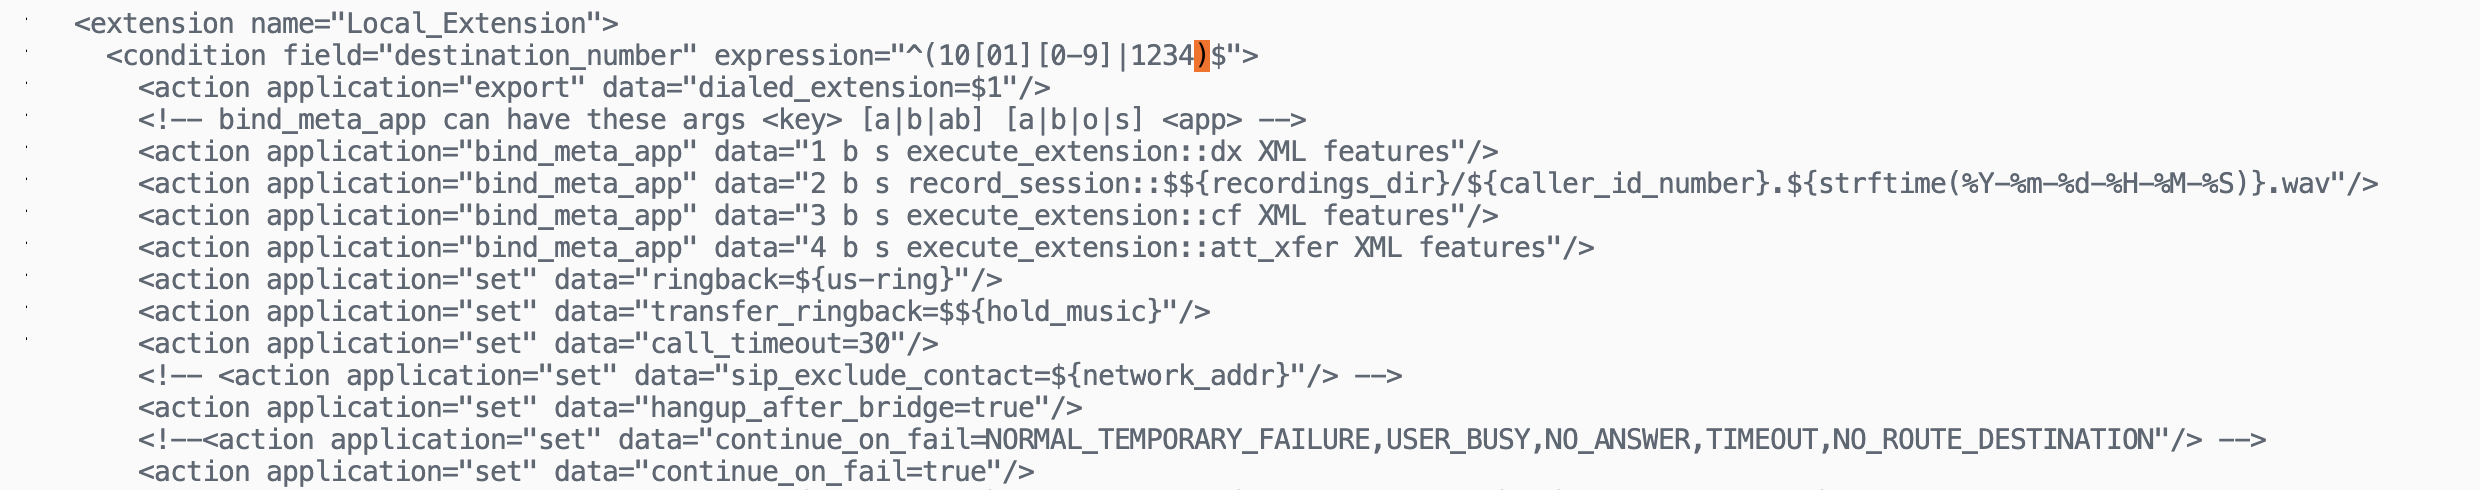 <extension name="Local_Extension">
<condition field="destination_number" expression="^(10[01][0-9]|1234)$">
<action application="export" data="dialed_extension=$1"/>
<!-- bind_meta_app can have these args <key> [a|b|ab] [a|b|o|s] <app> -->
<action application="bind_meta_app" data="1 b s execute_extension::dx XML features"/>
<action application="bind_meta_app" data="2 b s record_session::$${recordings_dir}/${caller_id_number}.${strftime(%Y-%m-%d-%H-%M-%S)}.wav"/>
<action application="bind_meta_app" data="3 b s execute_extension::cf XML features"/>
<action application="bind_meta_app" data="4 b s execute_extension::att_xfer XML features"/>
<action application="set" data="ringback=${us-ring}"/>
<action application="set" data="transfer_ringback=$${hold_music}"/>
<action application="set" data="call_timeout=30"/>
<!-- <action application="set" data="sip_exclude_contact=${network_addr}"/> -->
<action application="set" data="hangup_after_bridge=true"/>
<!--<action application="set" data="continue_on_fail=NORMAL_TEMPORARY_FAILURE,USER_BUSY,NO_ANSWER,TIMEOUT,NO_ROUTE_DESTINATION"/> -->
<action application="set" data="continue_on_fail=true"/>